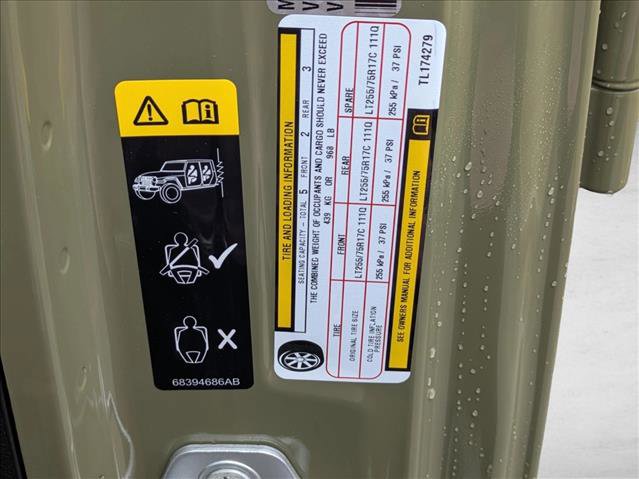 68394686AB
TIRE AND LOADING INFORMATION
SEATING CAPACITY - TOTAL 5 FRONT 2 REAR 3
THE COMBINED WEIGHT OF OCCUPANTS AND CARGO SHOULD NEVER EXCEED
439 KG OR 968 LB
TIRE FRONT REAR SPARE
ORIGINAL TIRE SIZE LT255/75R17C 111Q LT255/75R17C 111Q LT255/75R17C 111Q
COLD TIRE INFLATION PRESSURE 255 kPa / 37 PSI 255 kPa / 37 PSI 255 kPa / 37 PSI
SEE OWNERS MANUAL FOR ADDITIONAL INFORMATION
TL174279